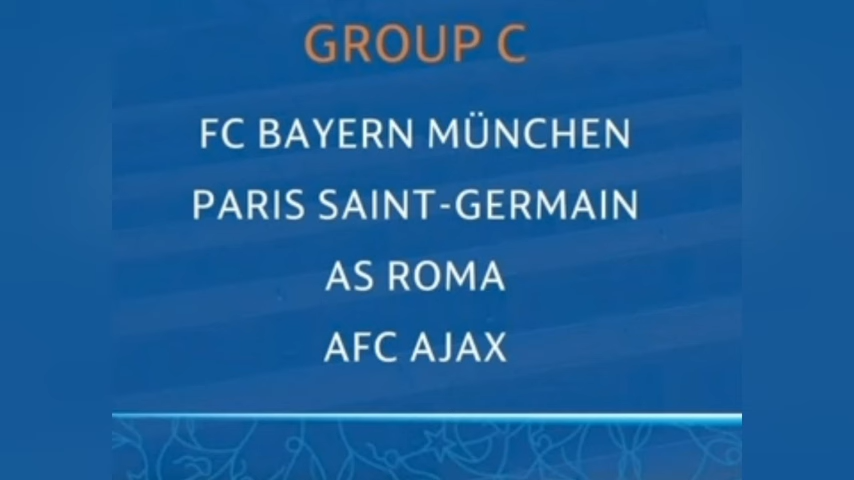 GROUP C
FC BAYERN MÜNCHEN
PARIS SAINT-GERMAIN
AS ROMA
AFC AJAX